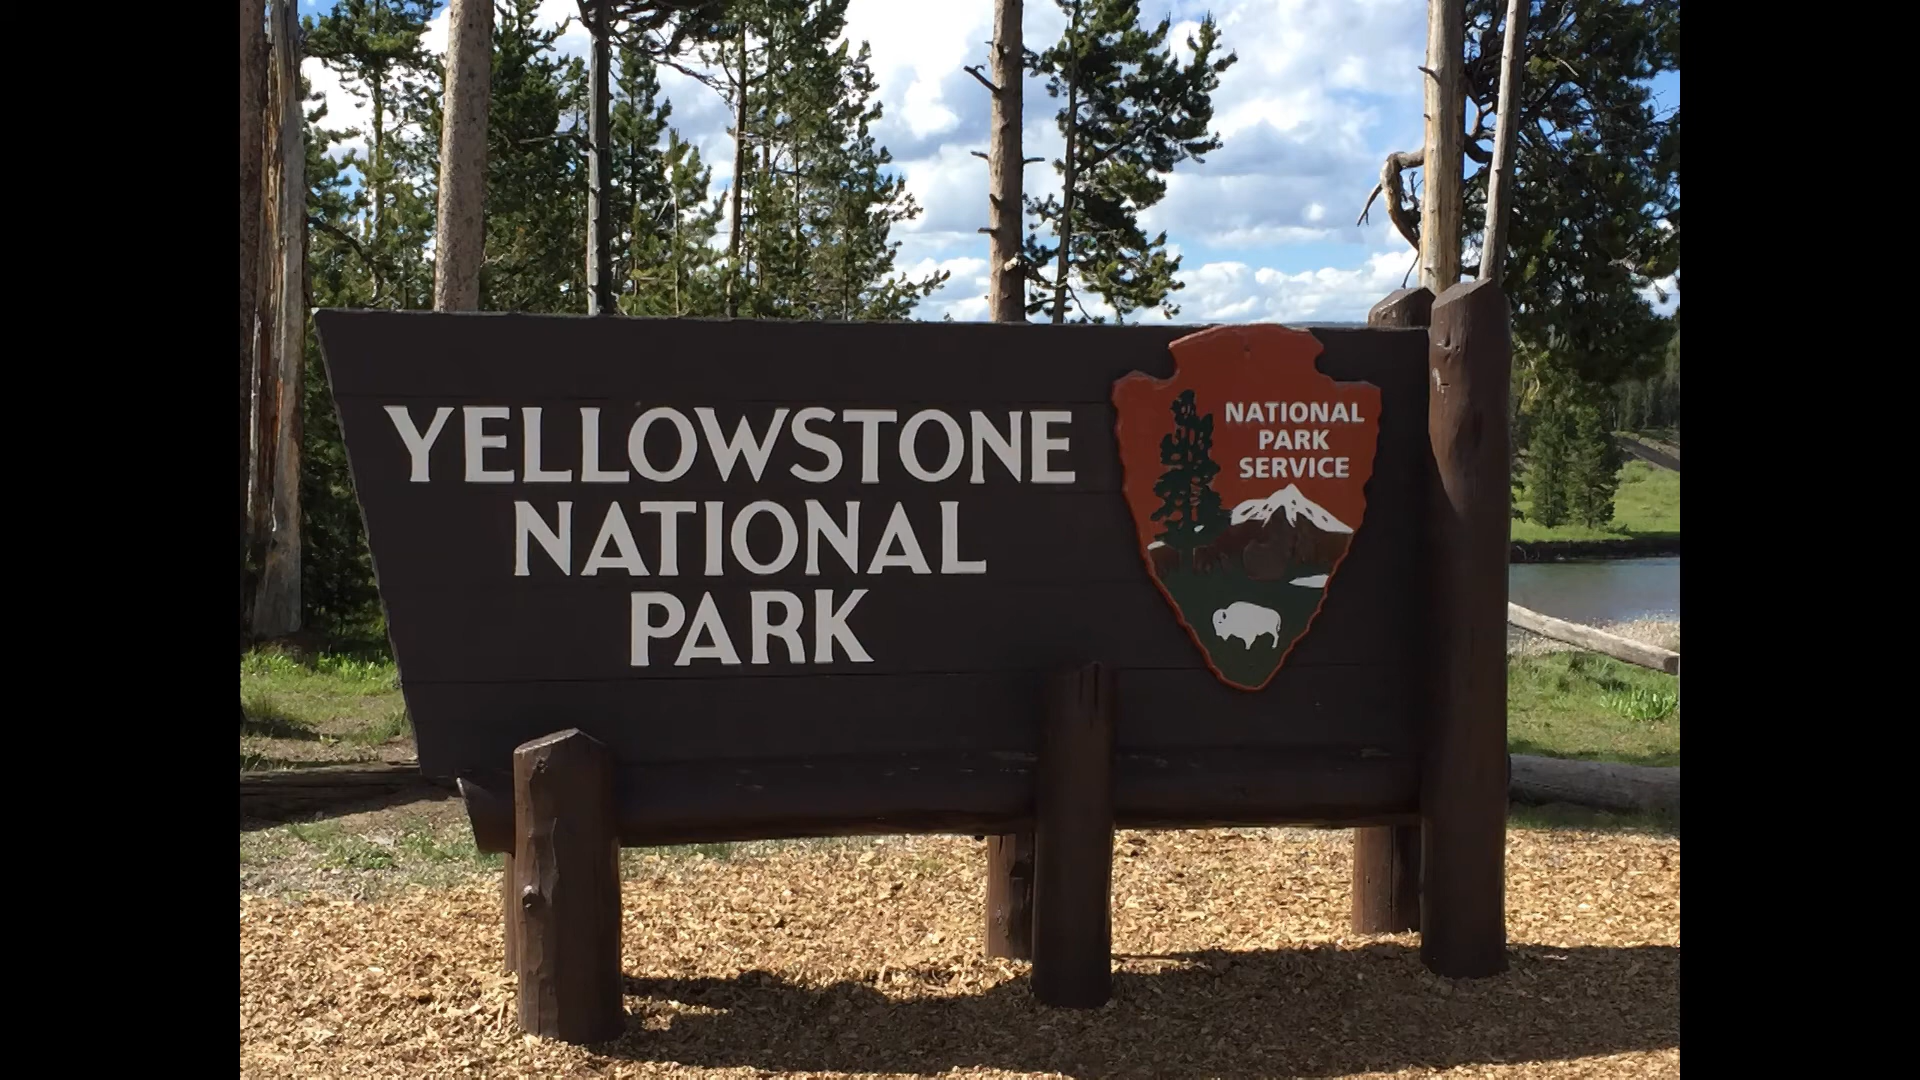 YELLOWSTONE
NATIONAL
PARK
NATIONAL
PARK
SERVICE